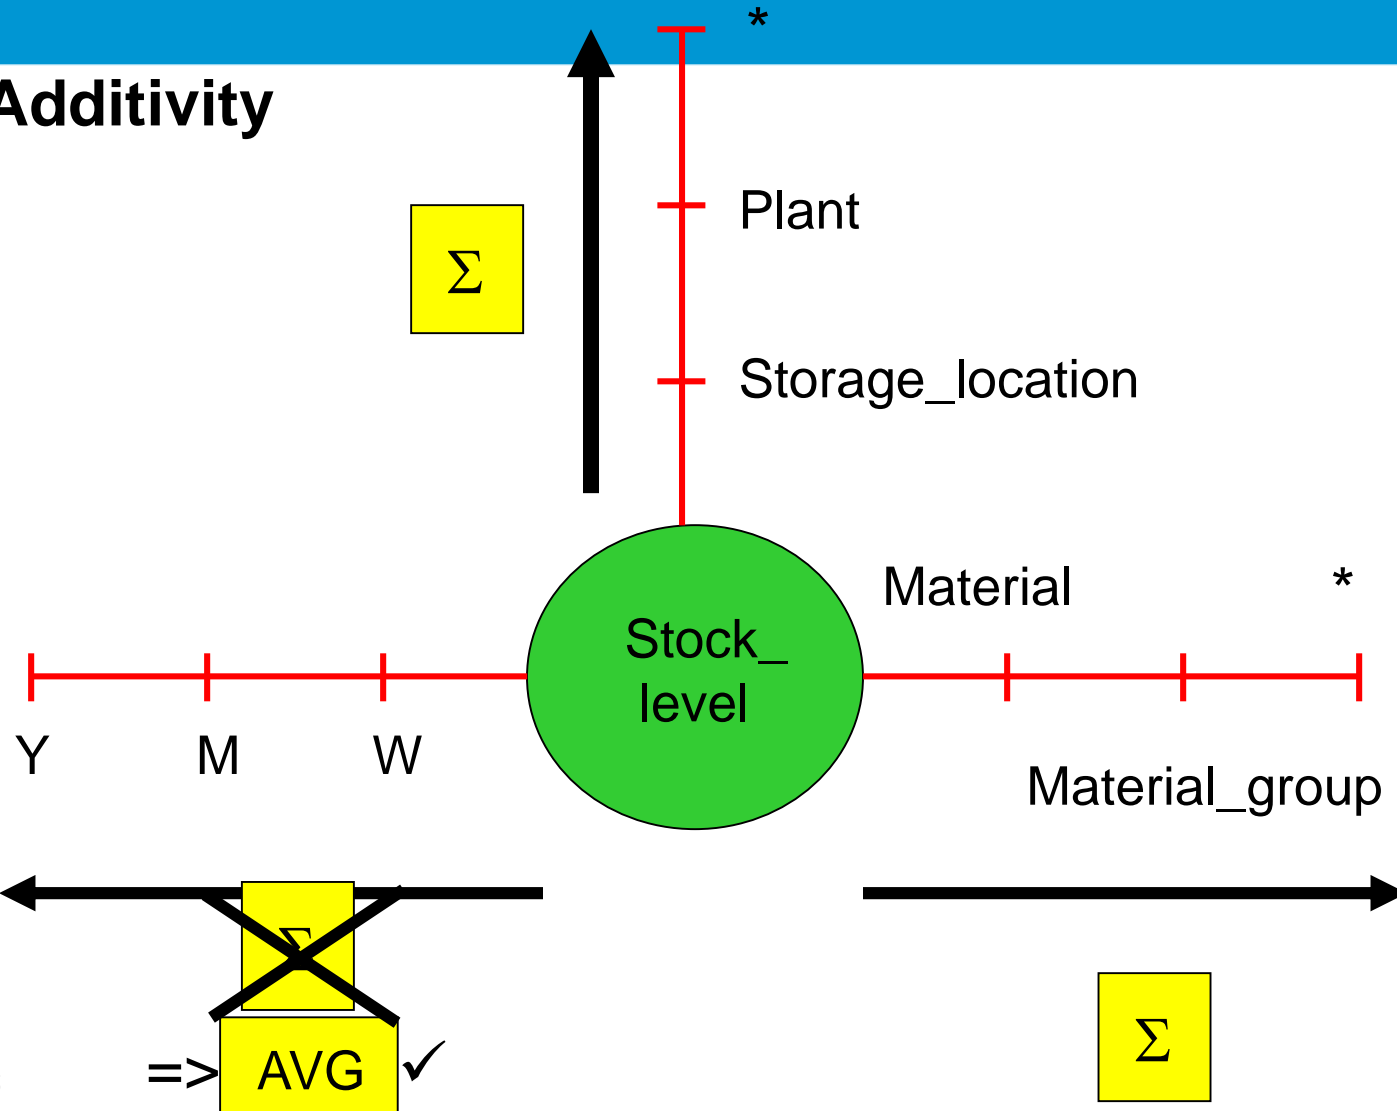 *
Additivity
Plant
Σ
Storage_location
Material *
Stock_
level
Y M W
Material_group
Σ
Σ
=> AVG ✓